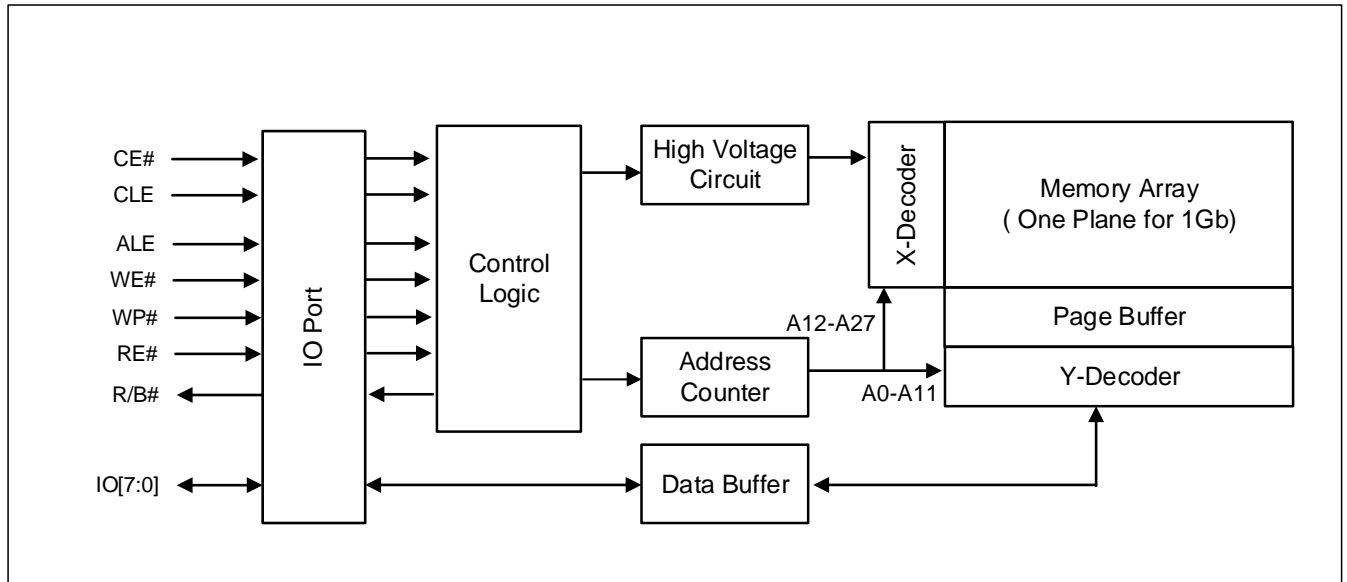 CE#
CLE
ALE
WE#
WP#
RE#
R/B#
IO[7:0]
IO Port
Control
Logic
High Voltage
Circuit
Address
Counter
Data Buffer
A12-A27
A0-A11
X-Decoder
Memory Array
( One Plane for 1Gb)
Page Buffer
Y-Decoder